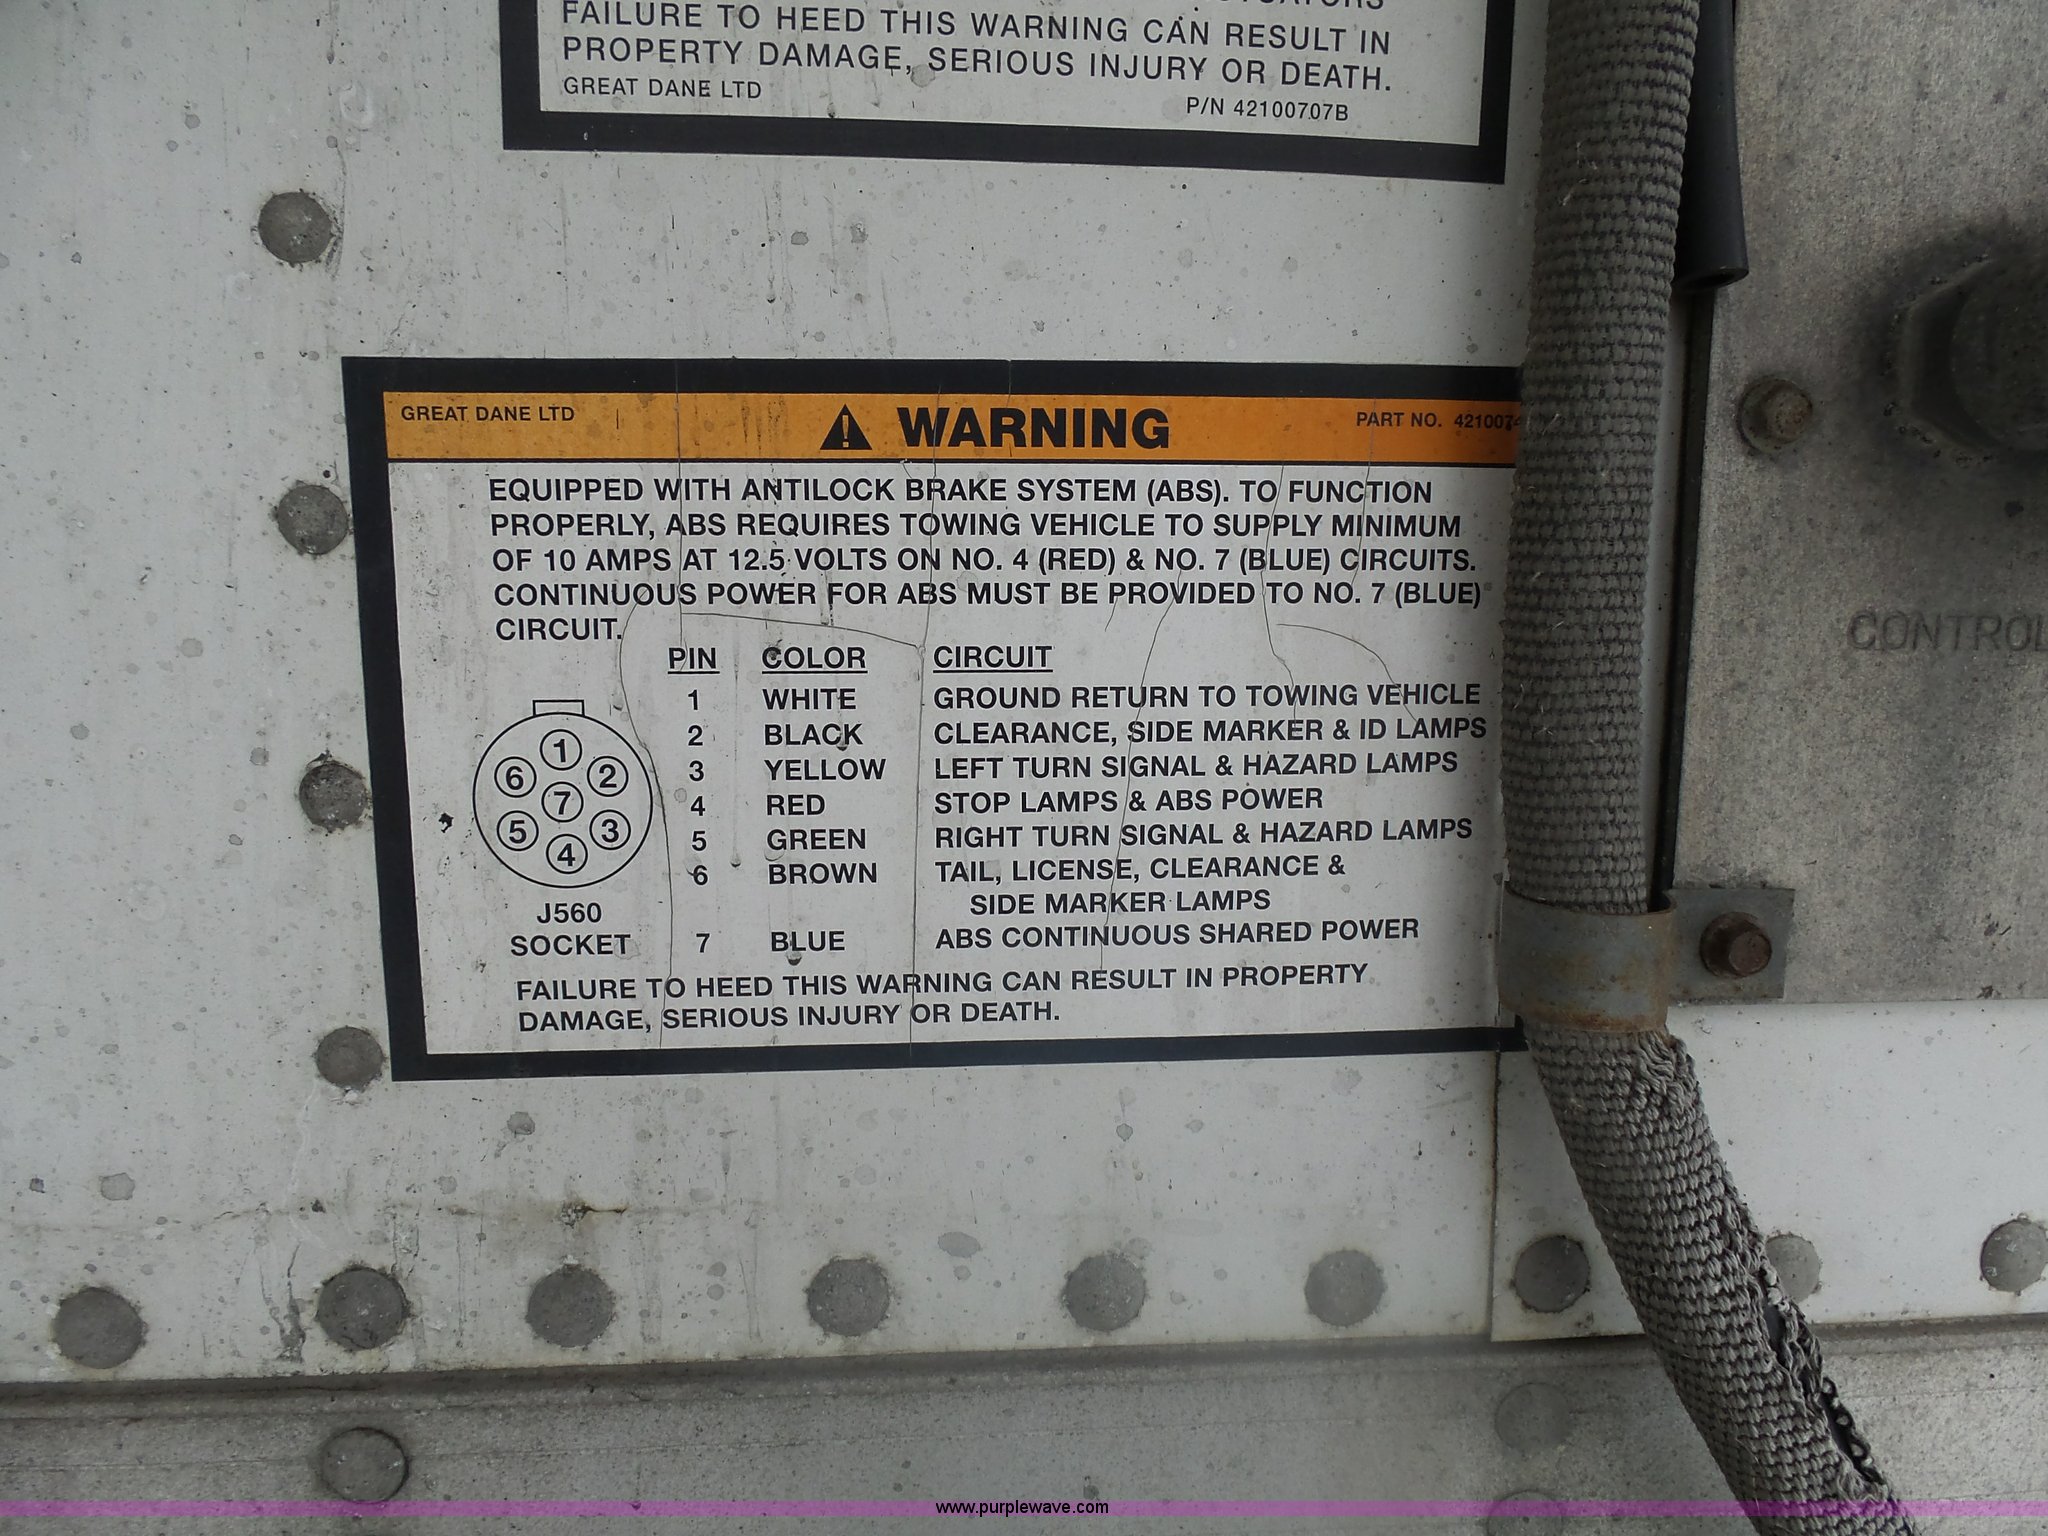 FAILURE TO HEED THIS WARNING CAN RESULT IN
PROPERTY DAMAGE, SERIOUS INJURY OR DEATH.
GREAT DANE LTD
P/N 42100707B
GREAT DANE LTD
WARNING
PART NO.
EQUIPPED WITH ANTILOCK BRAKE SYSTEM (ABS). TO FUNCTION
PROPERLY, ABS REQUIRES TOWING VEHICLE TO SUPPLY MINIMUM
OF 10 AMPS AT 12.5 VOLTS ON NO. 4 (RED) & NO. 7 (BLUE) CIRCUITS.
CONTINUOUS POWER FOR ABS MUST BE PROVIDED TO NO. 7 (BLUE)
CIRCUIT.
PIN COLOR CIRCUIT
1 WHITE GROUND RETURN TO TOWING VEHICLE
2 BLACK CLEARANCE, SIDE MARKER & ID LAMPS
3 YELLOW LEFT TURN SIGNAL & HAZARD LAMPS
4 RED STOP LAMPS & ABS POWER
5 GREEN RIGHT TURN SIGNAL & HAZARD LAMPS
6 BROWN TAIL, LICENSE, CLEARANCE &
SIDE MARKER LAMPS
7 BLUE ABS CONTINUOUS SHARED POWER
1
6 2
7
5 3
4
J560
SOCKET
FAILURE TO HEED THIS WARNING CAN RESULT IN PROPERTY
DAMAGE, SERIOUS INJURY OR DEATH.
CONTROL
www.purplewave.com